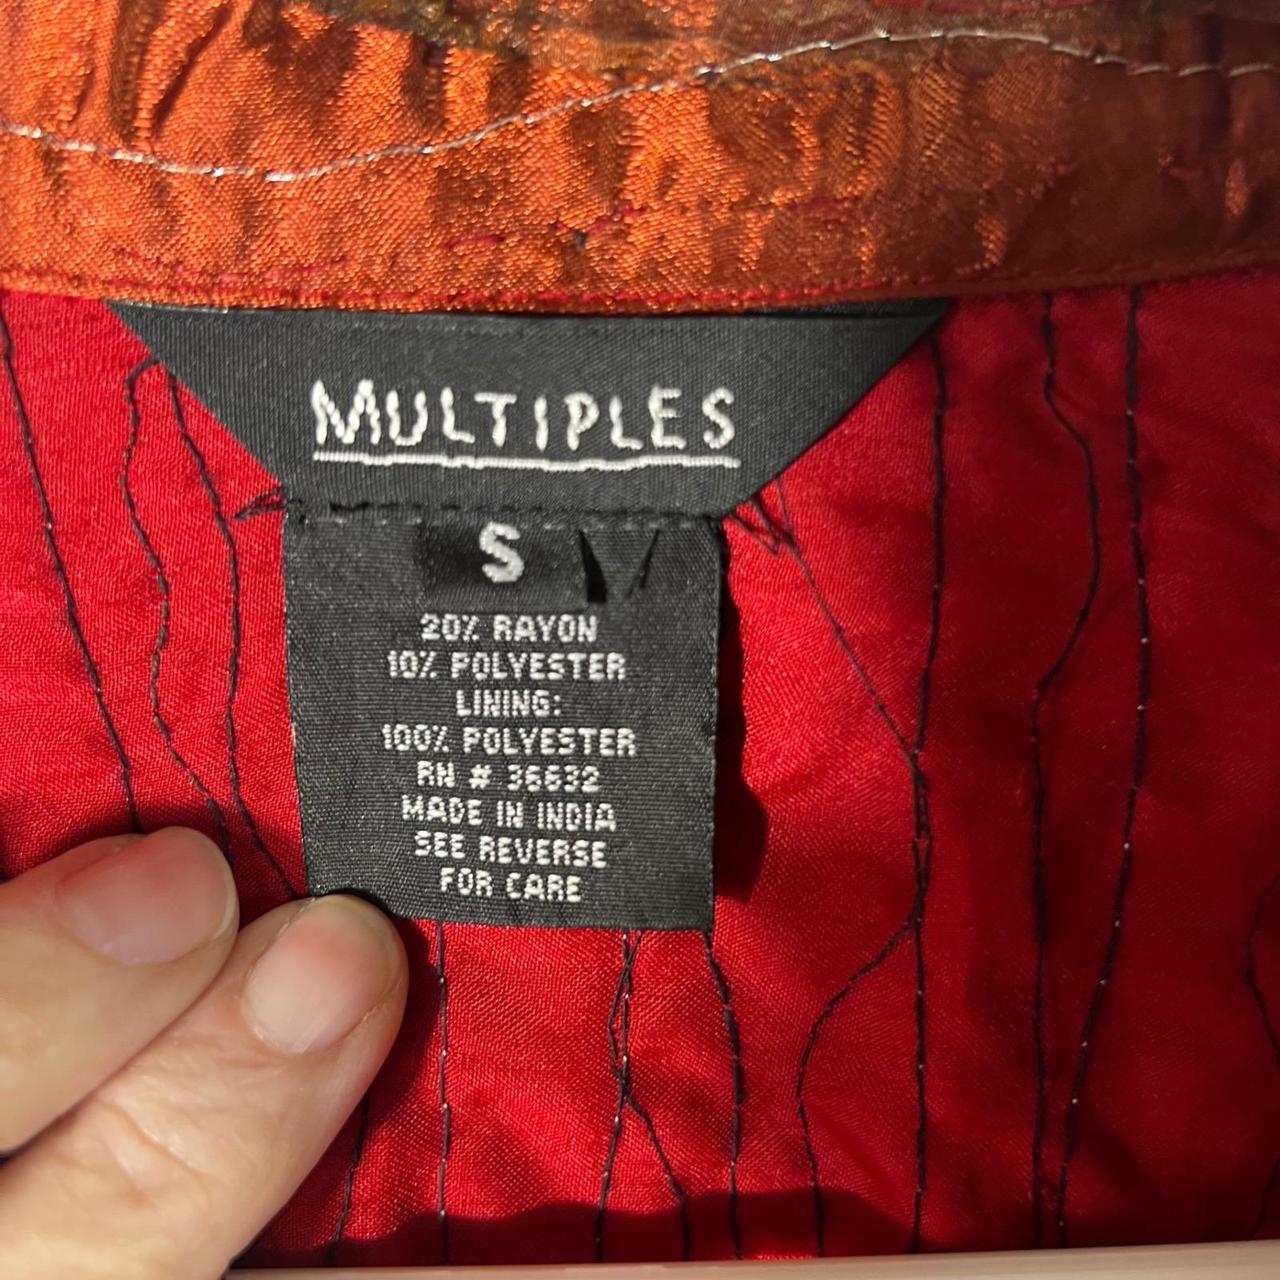 MULTIPLES
S
20% RAYON
10% POLYESTER
LINING:
100% POLYESTER
RN # 36632
MADE IN INDIA
SEE REVERSE
FOR CARE